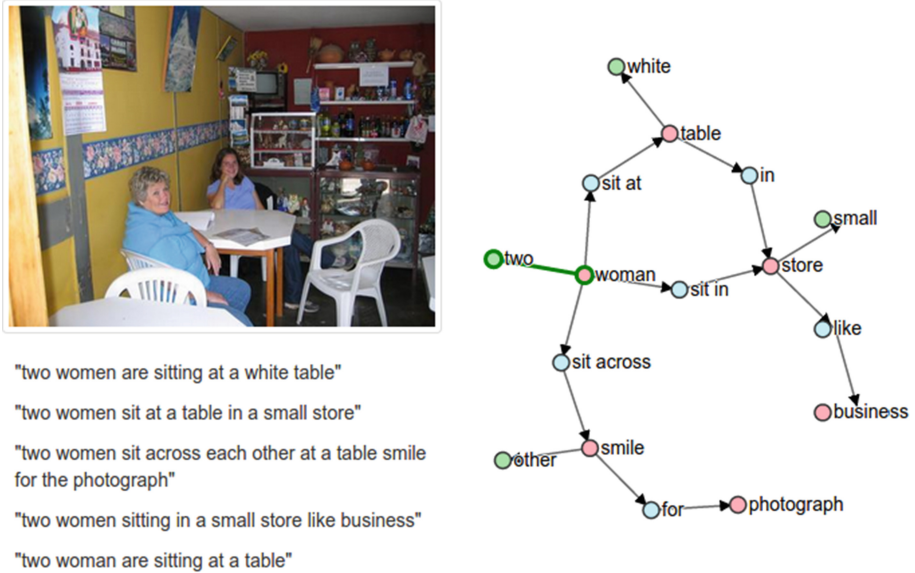 "two women are sitting at a white table"
"two women sit at a table in a small store"
"two women sit across each other at a table smile
for the photograph"
"two women sitting in a small store like business"
"two woman are sitting at a table"
white
table
in
sit at
small
two
woman
store
sit in
like
sit across
business
smile
other
for
photograph